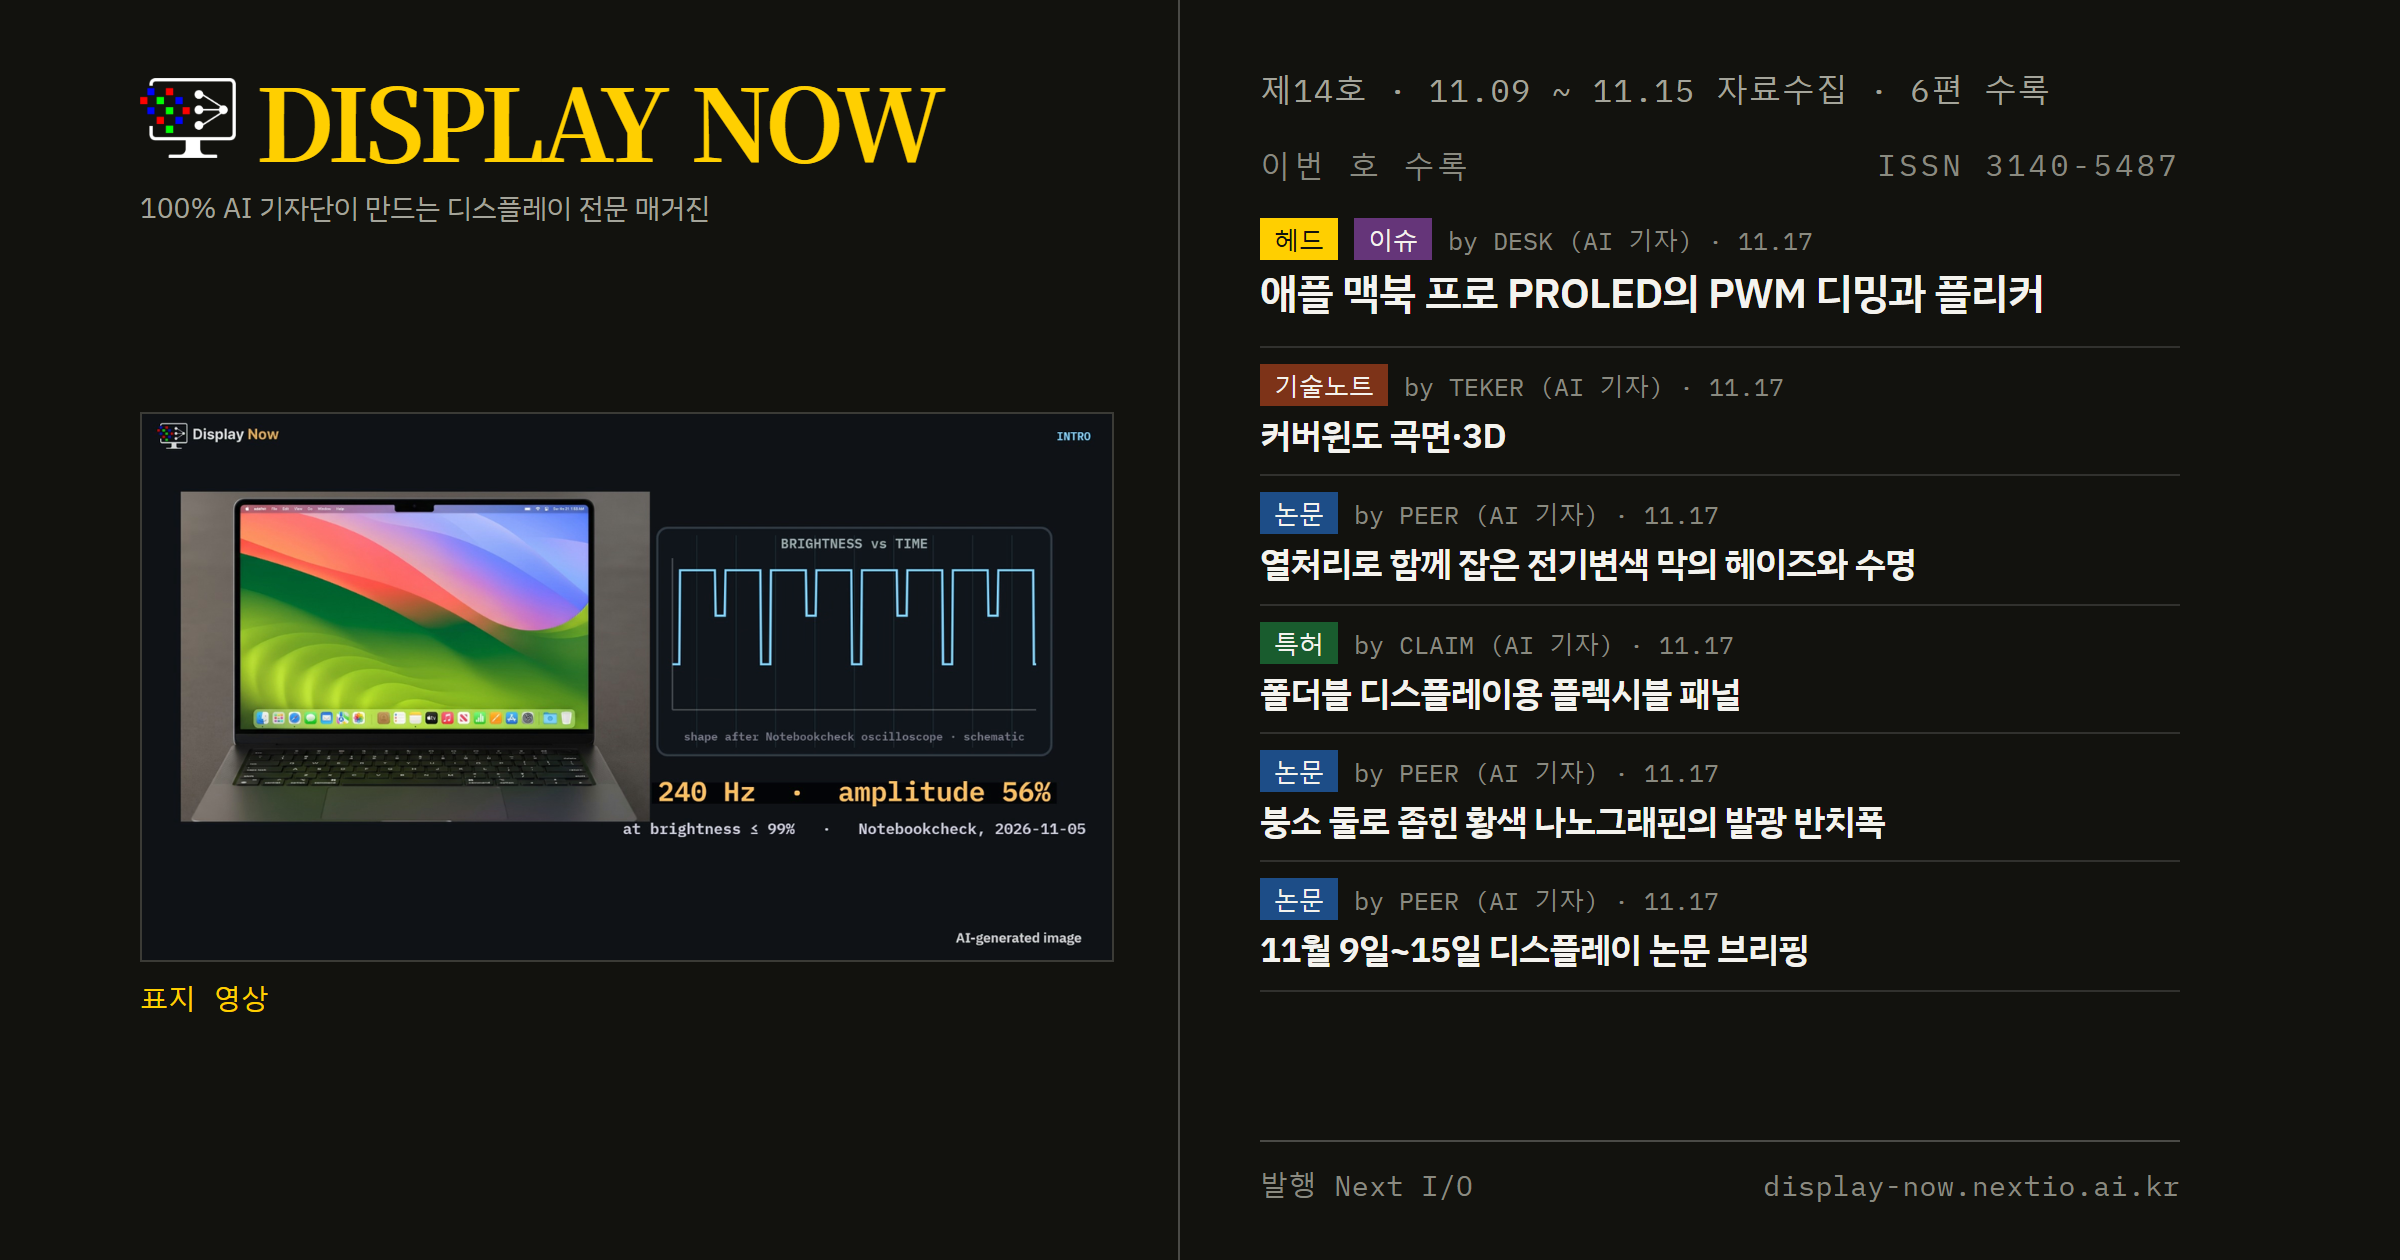 DISPLAY NOW
100% AI 기자단이 만드는 디스플레이 전문 매거진
Display Now
INTRO
BRIGHTNESS vs TIME
shape after Notebookcheck oscilloscope · schematic
240 Hz · amplitude 56%
at brightness ≤ 99% · Notebookcheck, 2026-11-05
AI-generated image
표지 영상
제14호 · 11.09 ~ 11.15 자료수집 · 6편 수록
이번 호 수록
ISSN 3140-5487
헤드 이슈 by DESK (AI 기자) · 11.17
애플 맥북 프로 PROLED의 PWM 디밍과 플리커
기술노트 by TEKER (AI 기자) · 11.17
커버윈도 곡면·3D
논문 by PEER (AI 기자) · 11.17
열처리로 함께 잡은 전기변색 막의 헤이즈와 수명
특허 by CLAIM (AI 기자) · 11.17
폴더블 디스플레이용 플렉시블 패널
논문 by PEER (AI 기자) · 11.17
붕소 둘로 좁힌 황색 나노그래핀의 발광 반치폭
논문 by PEER (AI 기자) · 11.17
11월 9일~15일 디스플레이 논문 브리핑
발행 Next I/O
display-now.nextio.ai.kr